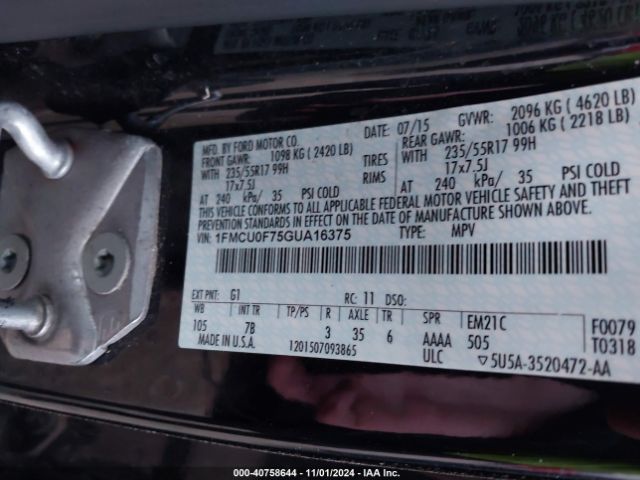 MFD. BY FORD MOTOR CO.
DATE: 07/15 GVWR: 2096 KG ( 4620 LB)
FRONT GAWR: 1098 KG ( 2420 LB) REAR GAWR: 1006 KG ( 2218 LB)
WITH 235/55R17 99H TIRES WITH 235/55R17 99H
17x7.5J RIMS 17x7.5J
AT 240 kPa/ 35 PSI COLD AT 240 kPa/ 35 PSI COLD
THIS VEHICLE CONFORMS TO ALL APPLICABLE FEDERAL MOTOR VEHICLE SAFETY AND THEFT
PREVENTION STANDARDS IN EFFECT ON THE DATE OF MANUFACTURE SHOWN ABOVE.
VIN: 1FMCU0F75GUA16375 TYPE: MPV
EXT PNT: G1 RC: 11 DSO:
WB INT TR TP/PS R AXLE TR SPR EM21C F0079
105 7B 3 35 6 AAAA 505 T0318
MADE IN U.S.A. 1201507093865 ULC ▽5U5A-3520472-AA
000-40758644 - 11/01/2024 - IAA Inc.